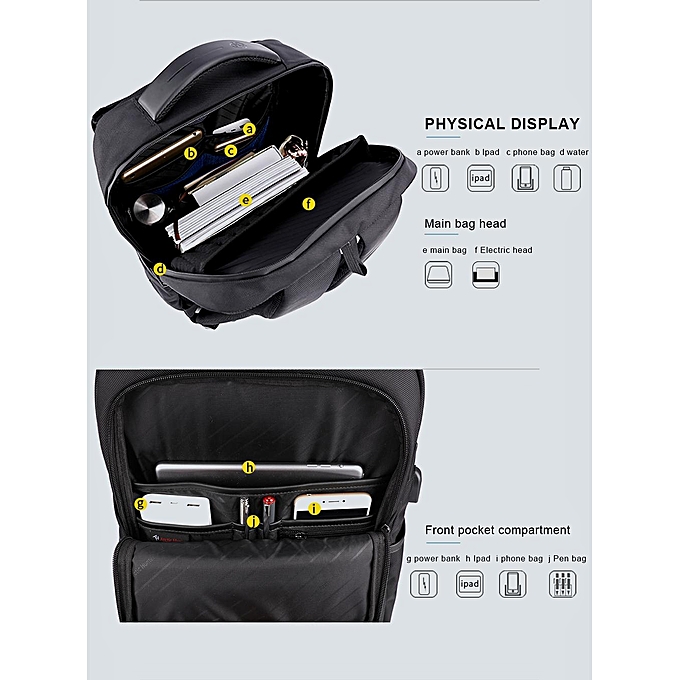 PHYSICAL DISPLAY
a power bank b Ipad c phone bag d water
ipad
Main bag head
e main bag f Electric head
a
b
c
e
f
d
h
g
i
j
Front pocket compartment
g power bank h Ipad i phone bag j Pen bag
ipad